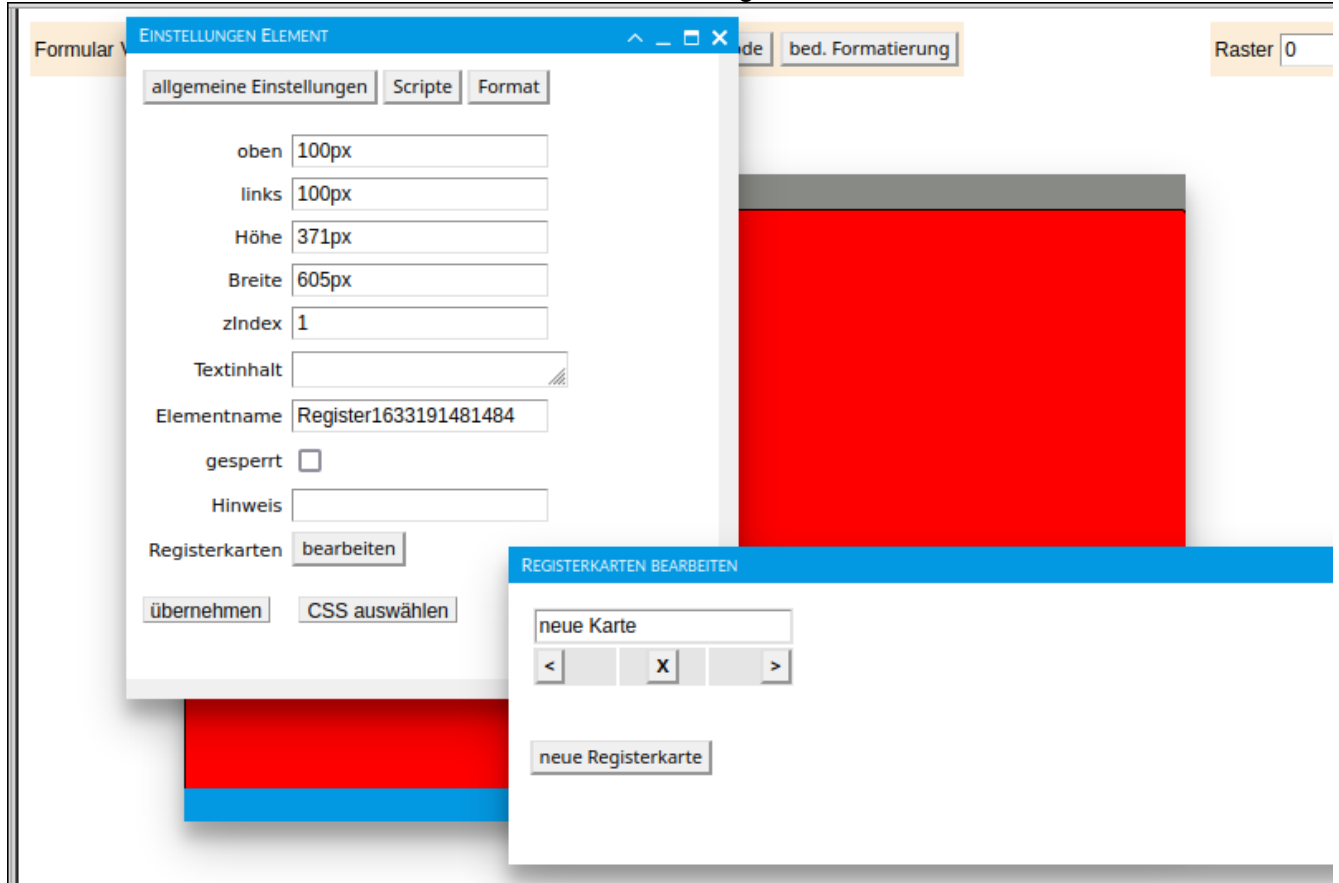 EINSTELLUNGEN ELEMENT
Formular
bed. Formatierung
Raster 0
allgemeine Einstellungen Scripte Format
oben 100px
links 100px
Höhe 371px
Breite 605px
zIndex 1
Textinhalt
Elementname Register1633191481484
gesperrt
Hinweis
Registerkarten bearbeiten
REGISTERKARTEN BEARBEITEN
übernehmen CSS auswählen
neue Karte
< X >
neue Registerkarte